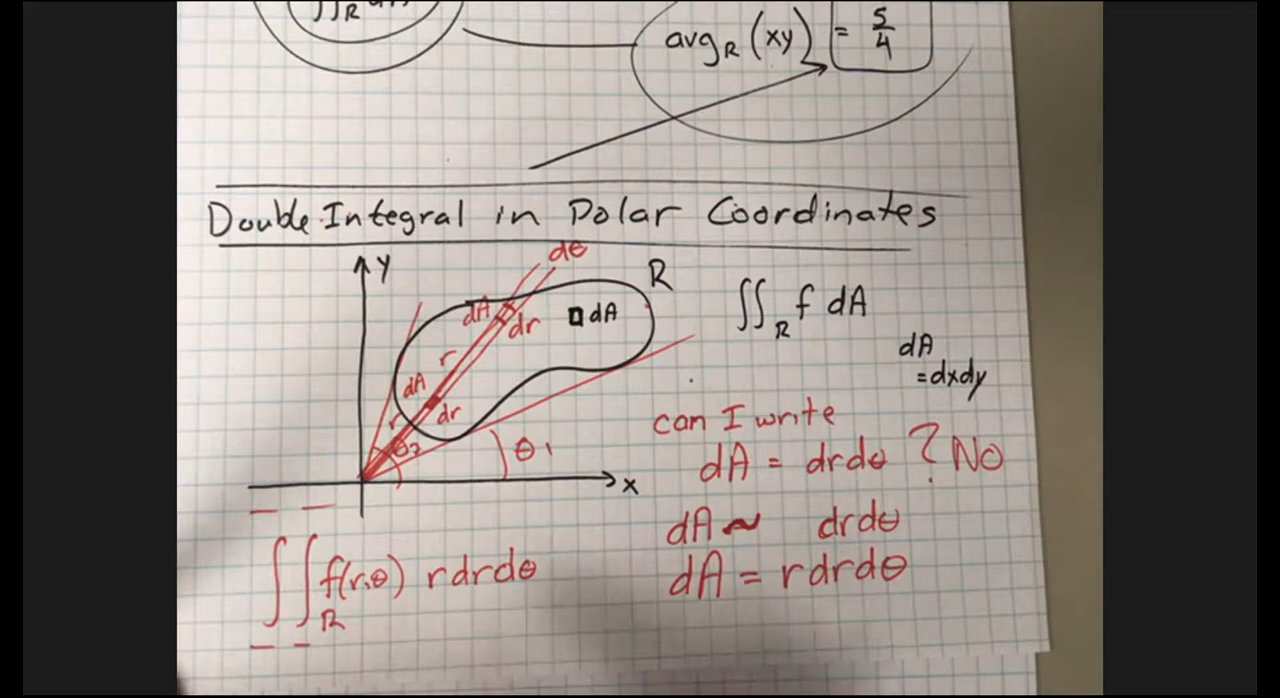 ∫∫_R
avg_R (xy) = 5/4
Double Integral in Polar Coordinates
y
dθ
R
dA
dr
dA
∫∫_R f dA
r
dA
dA
= dxdy
r
dr
θ₂
θ₁
x
can I write
dA = drdθ ? No
dA ~ drdθ
∫∫_R f(r,θ) rdrdθ
dA = rdrdθ